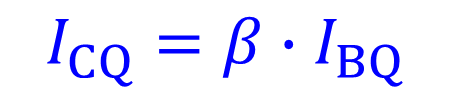 I_CQ = β · I_BQ